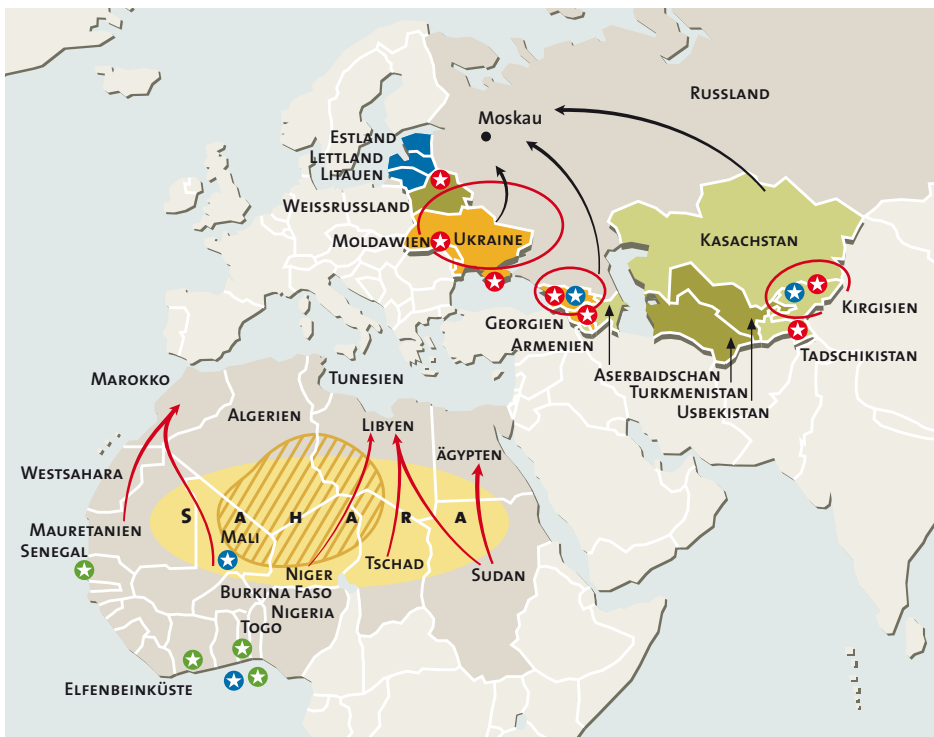 RUSSLAND
Moskau
ESTLAND
LETTLAND
LITAUEN
WEISSRUSSLAND
MOLDAWIEN
UKRAINE
KASACHSTAN
KIRGISIEN
GEORGIEN
ARMENIEN
TADSCHIKISTAN
ASERBAIDSCHAN
TURKMENISTAN
USBEKISTAN
MAROKKO
TUNESIEN
ALGERIEN
LIBYEN
ÄGYPTEN
WESTSAHARA
SAHARA
MAURETANIEN
SENEGAL
MALI
NIGER
TSCHAD
SUDAN
BURKINA FASO
NIGERIA
TOGO
ELFENBEINKÜSTE